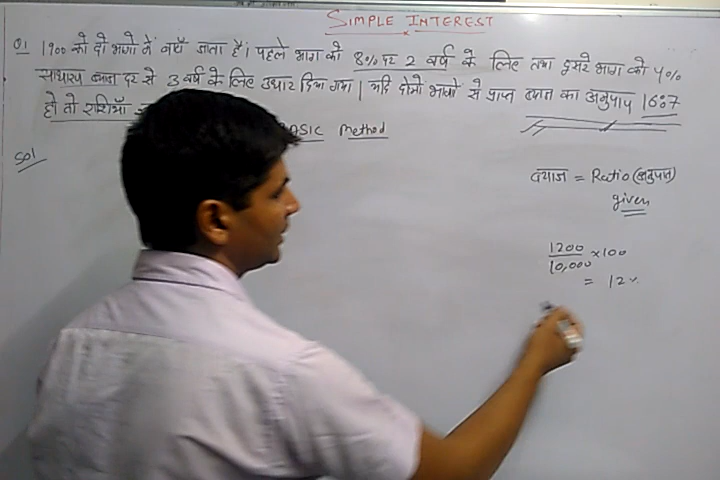 SIMPLE INTEREST
Q1 1900 को दो भागो में बाटाँ जाता है। पहले भाग को 8% पर 2 वर्ष के लिए तथा दुसरे भाग को 4%
साधारण ब्याज दर से 3 वर्ष के लिए उधार दिया गया। यदि दोनो भागो से प्राप्त ब्याज का अनुपात 16:7
हो तो राशियाँ
BASIC Method
Sol
ब्याज = Ratio (अनुपात)
given
1200
10,000 × 100
= 12%